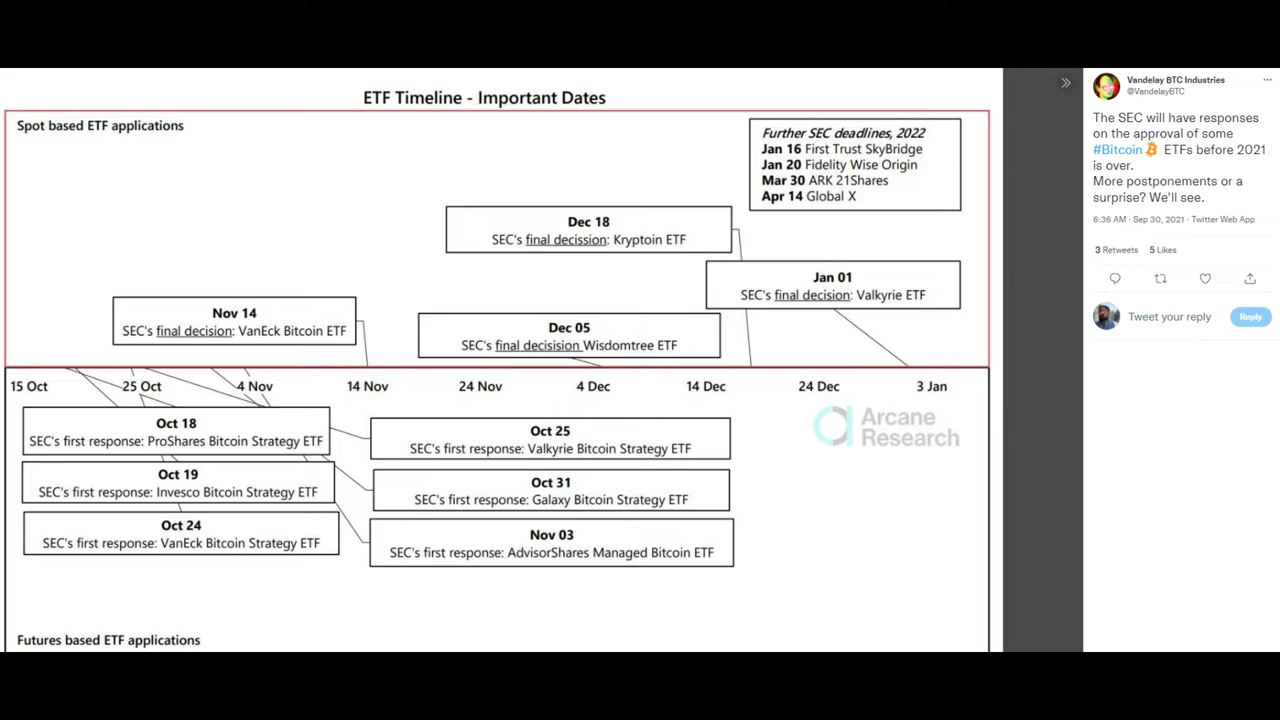 ETF Timeline - Important Dates
Spot based ETF applications
Further SEC deadlines, 2022
Jan 16 First Trust SkyBridge
Jan 20 Fidelity Wise Origin
Mar 30 ARK 21Shares
Apr 14 Global X
Dec 18
SEC's final decission: Kryptoin ETF
Jan 01
SEC's final decision: Valkyrie ETF
Nov 14
SEC's final decision: VanEck Bitcoin ETF
Dec 05
SEC's final decisision Wisdomtree ETF
15 Oct 25 Oct 4 Nov 14 Nov 24 Nov 4 Dec 14 Dec 24 Dec 3 Jan
Oct 18
SEC's first response: ProShares Bitcoin Strategy ETF
Oct 19
SEC's first response: Invesco Bitcoin Strategy ETF
Oct 24
SEC's first response: VanEck Bitcoin Strategy ETF
Oct 25
SEC's first response: Valkyrie Bitcoin Strategy ETF
Oct 31
SEC's first response: Galaxy Bitcoin Strategy ETF
Nov 03
SEC's first response: AdvisorShares Managed Bitcoin ETF
Arcane
Research
Futures based ETF applications
Vandelay BTC Industries
@VandelayBTC
The SEC will have responses
on the approval of some
#Bitcoin ETFs before 2021
is over.
More postponements or a
surprise? We'll see.
6:36 AM · Sep 30, 2021 · Twitter Web App
3 Retweets 5 Likes
Tweet your reply
Reply